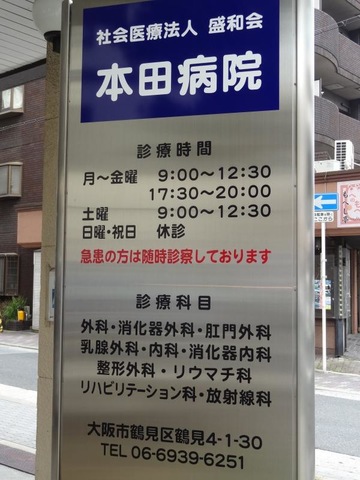 社会医療法人 盛和会
本田病院
診療時間
月～金曜 9:00～12:30
17:30～20:00
土曜 9:00～12:30
日曜・祝日 休診
急患の方は随時診察しております
診療科目
外科・消化器外科・肛門外科
乳腺外科・内科・消化器内科
整形外科・リウマチ科
リハビリテーション科・放射線科
大阪市鶴見区鶴見4-1-30
TEL 06-6939-6251